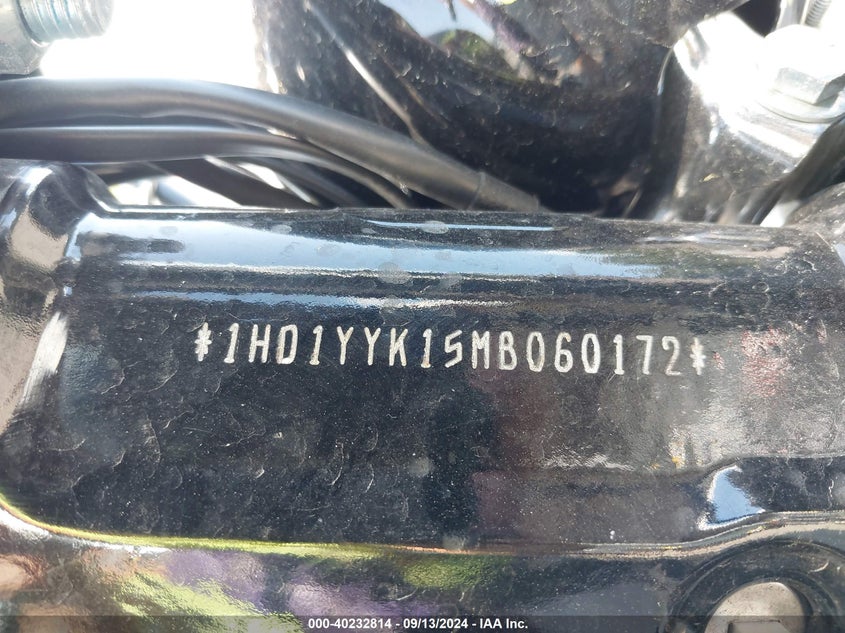 *1HD1YYK15MB060172*
000-40232814 / 09/13/2024 - IAA Inc.